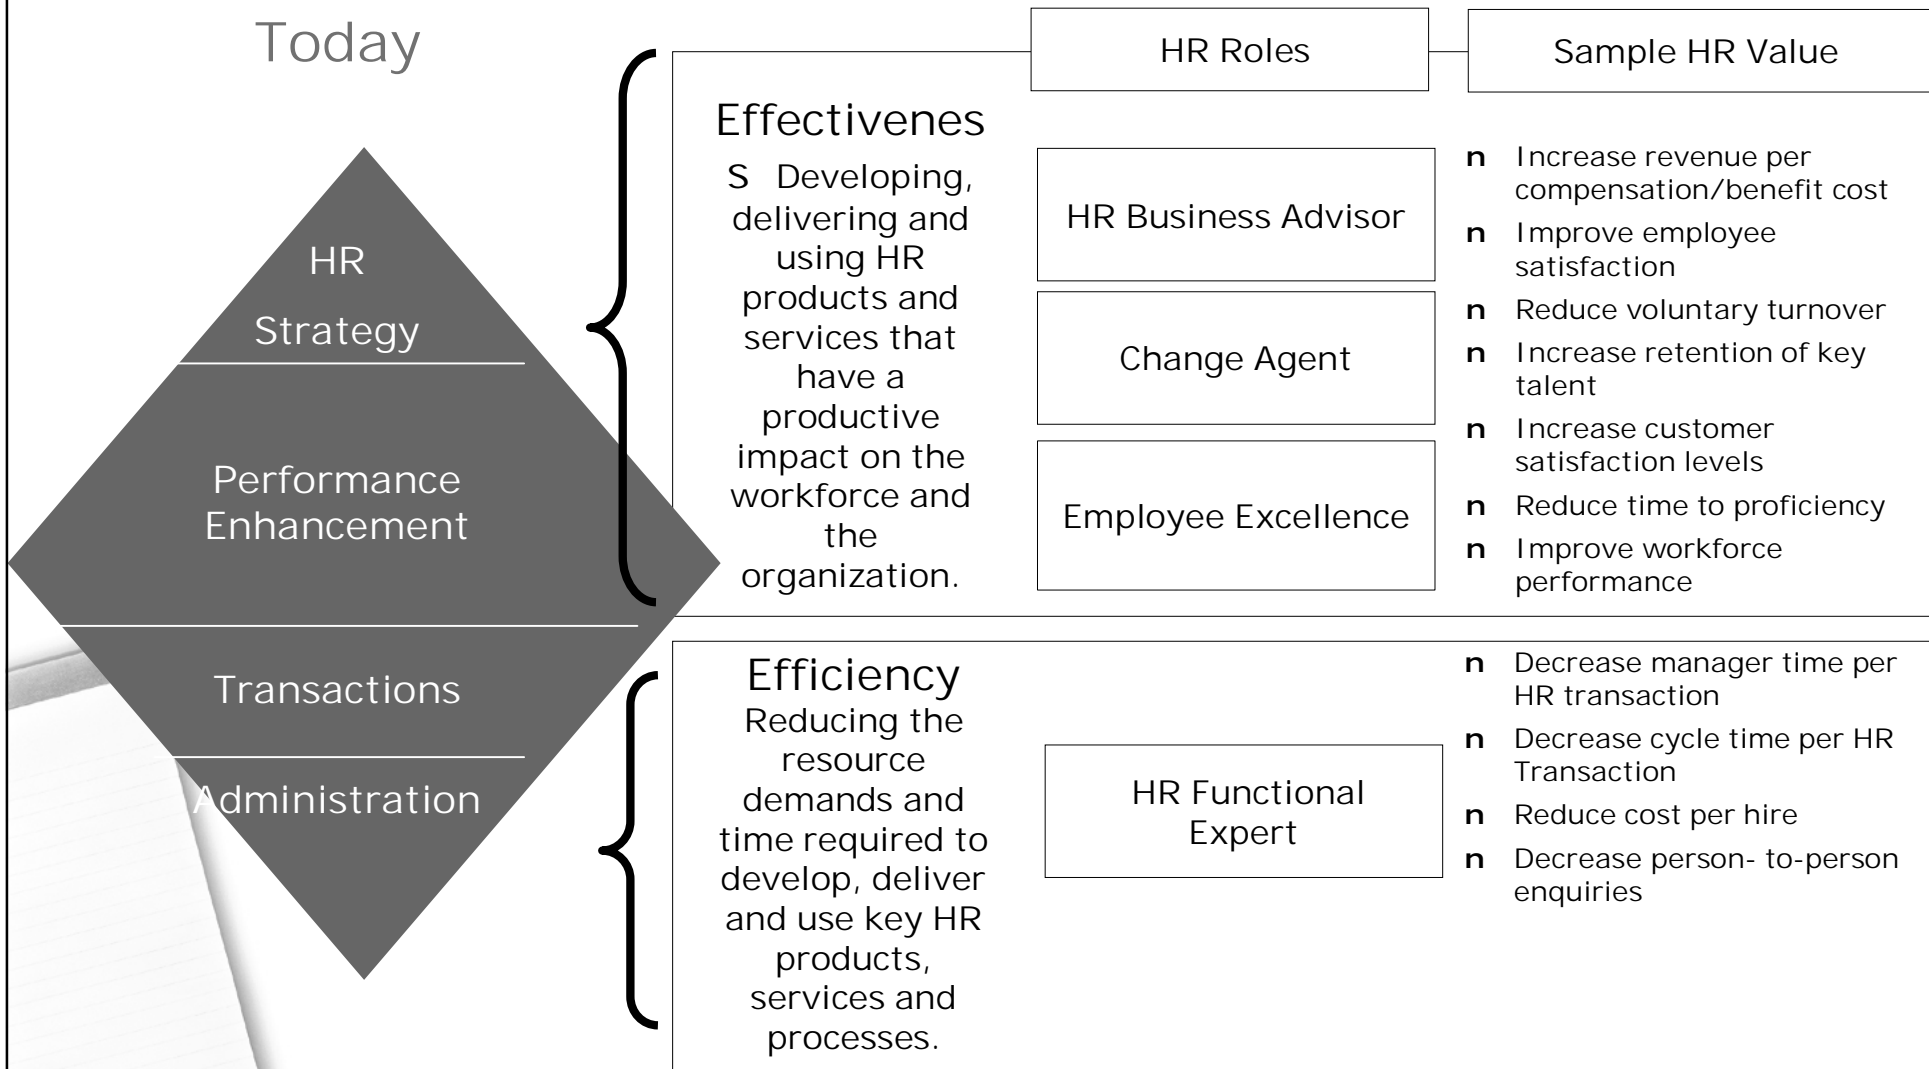 Today
HR
Strategy
Performance
Enhancement
Transactions
Administration
HR Roles
Sample HR Value
Effectivenes
s Developing,
delivering and
using HR
products and
services that
have a
productive
impact on the
workforce and
the
organization.
HR Business Advisor
Change Agent
Employee Excellence
n Increase revenue per
compensation/benefit cost
n Improve employee
satisfaction
n Reduce voluntary turnover
n Increase retention of key
talent
n Increase customer
satisfaction levels
n Reduce time to proficiency
n Improve workforce
performance
Efficiency
Reducing the
resource
demands and
time required to
develop, deliver
and use key HR
products,
services and
processes.
HR Functional
Expert
n Decrease manager time per
HR transaction
n Decrease cycle time per HR
Transaction
n Reduce cost per hire
n Decrease person- to-person
enquiries